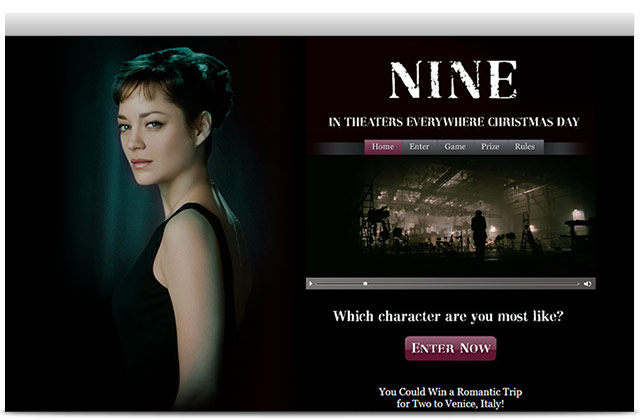 NINE
IN THEATERS EVERYWHERE CHRISTMAS DAY
Home Enter Game Prize Rules
Which character are you most like?
ENTER NOW
You Could Win a Romantic Trip
for Two to Venice, Italy!